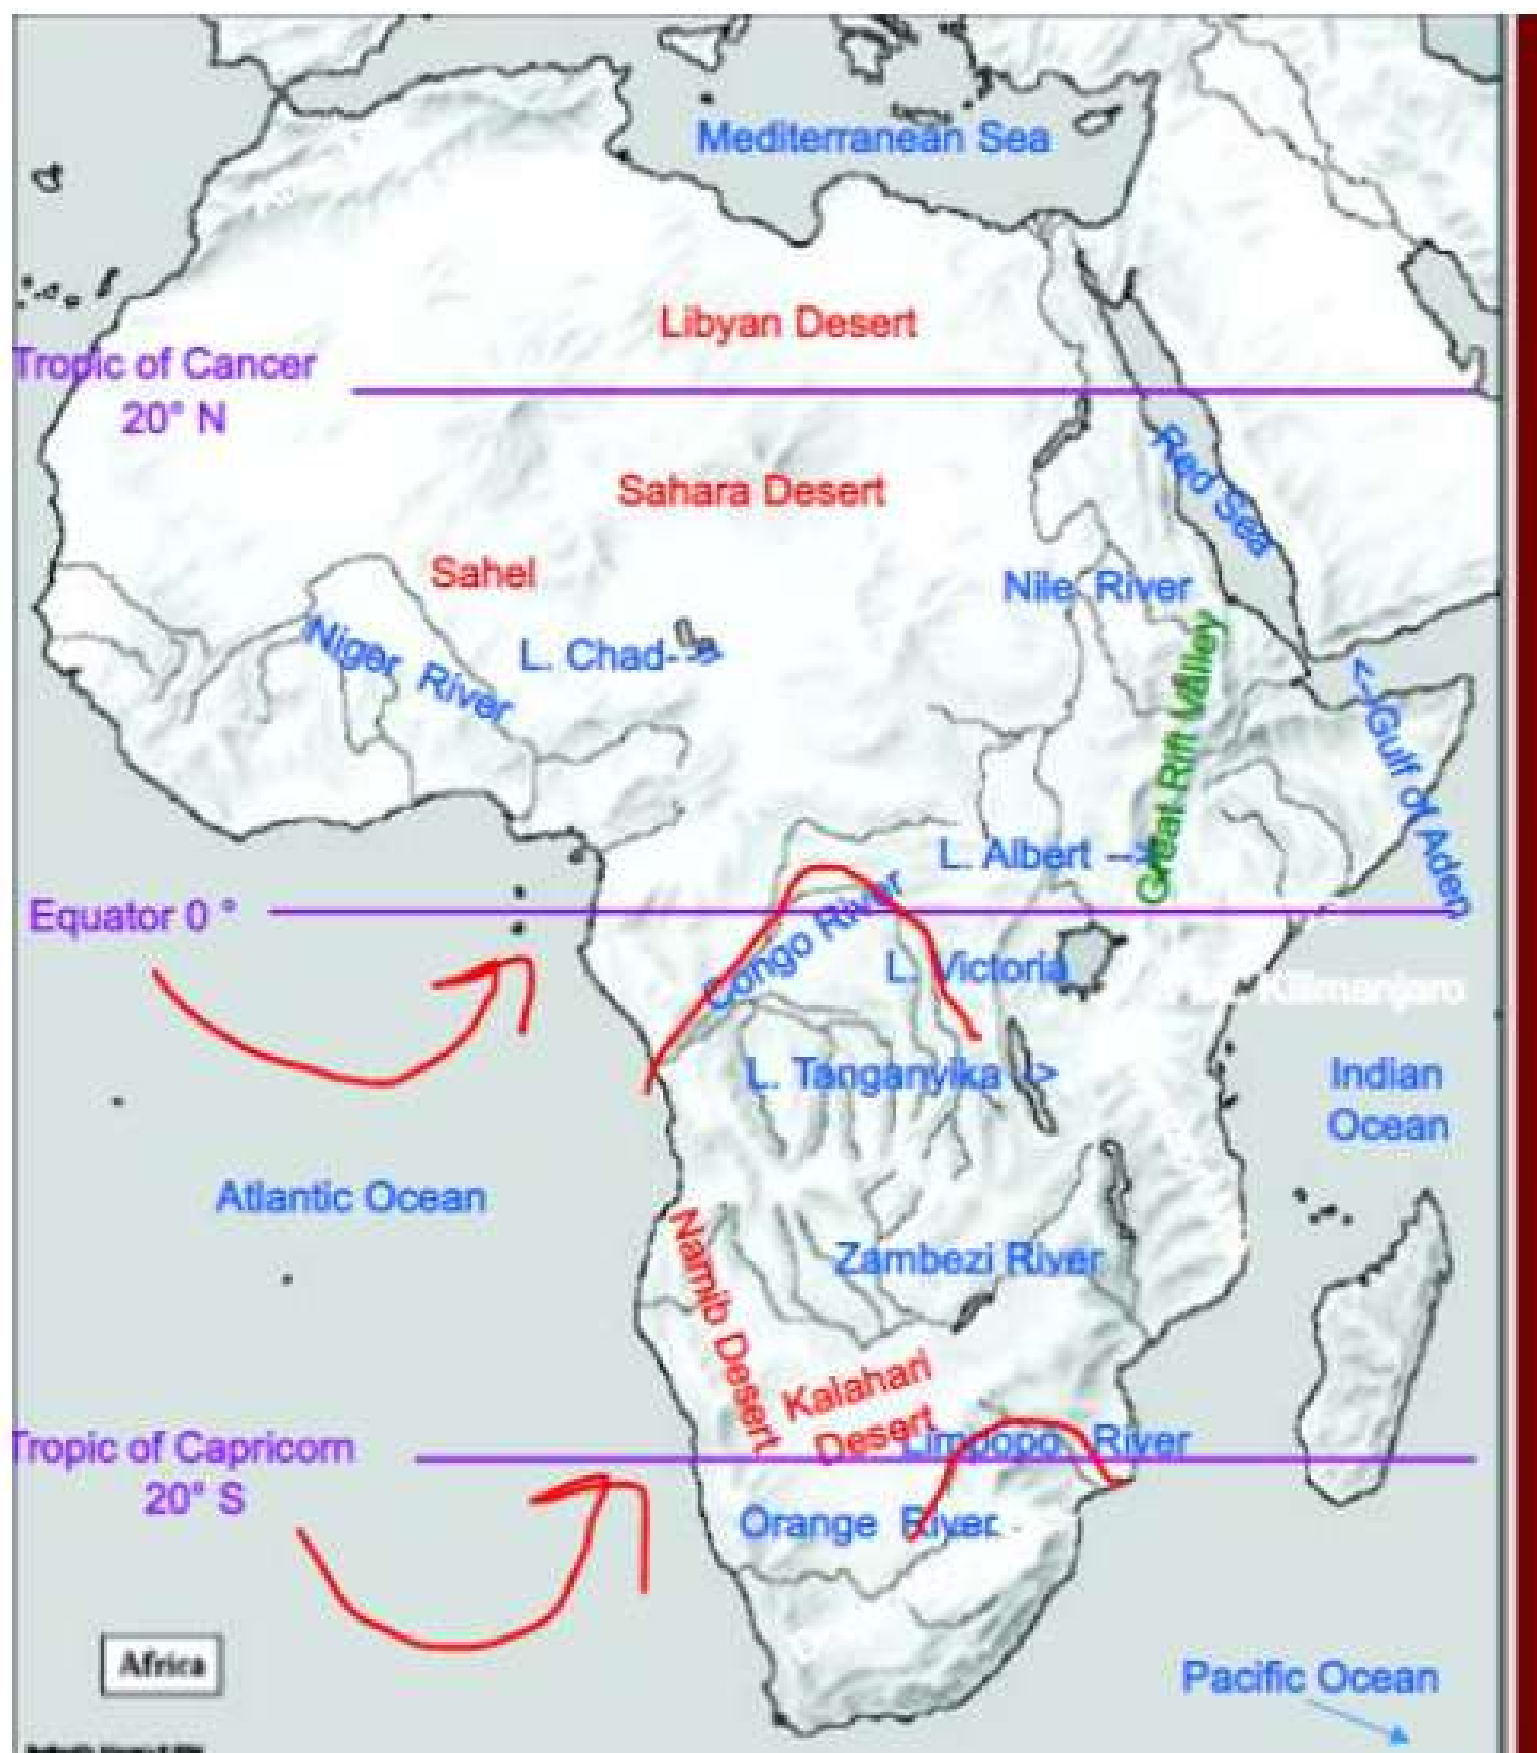 Mediterranean Sea
Libyan Desert
Tropic of Cancer
20° N
Red Sea
Sahara Desert
Sahel
Nile River
Niger River
L. Chad-->
Great Rift Valley
<--Gulf of Aden
L. Albert -->
Congo River
Equator 0 °
L. Victoria
Kilimanjaro
L. Tanganyika ->
Indian
Ocean
Atlantic Ocean
Namib Desert
Zambezi River
Kalahari
Desert
Limpopo River
Tropic of Capricorn
20° S
Orange River
Africa
Pacific Ocean